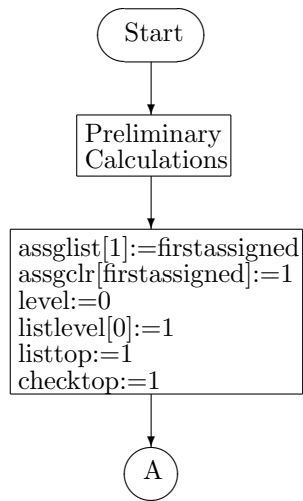 Start
Preliminary
Calculations
assglist[1]:=firstassigned
assgclr[firstassigned]:=1
level:=0
listlevel[0]:=1
listtop:=1
checktop:=1
A